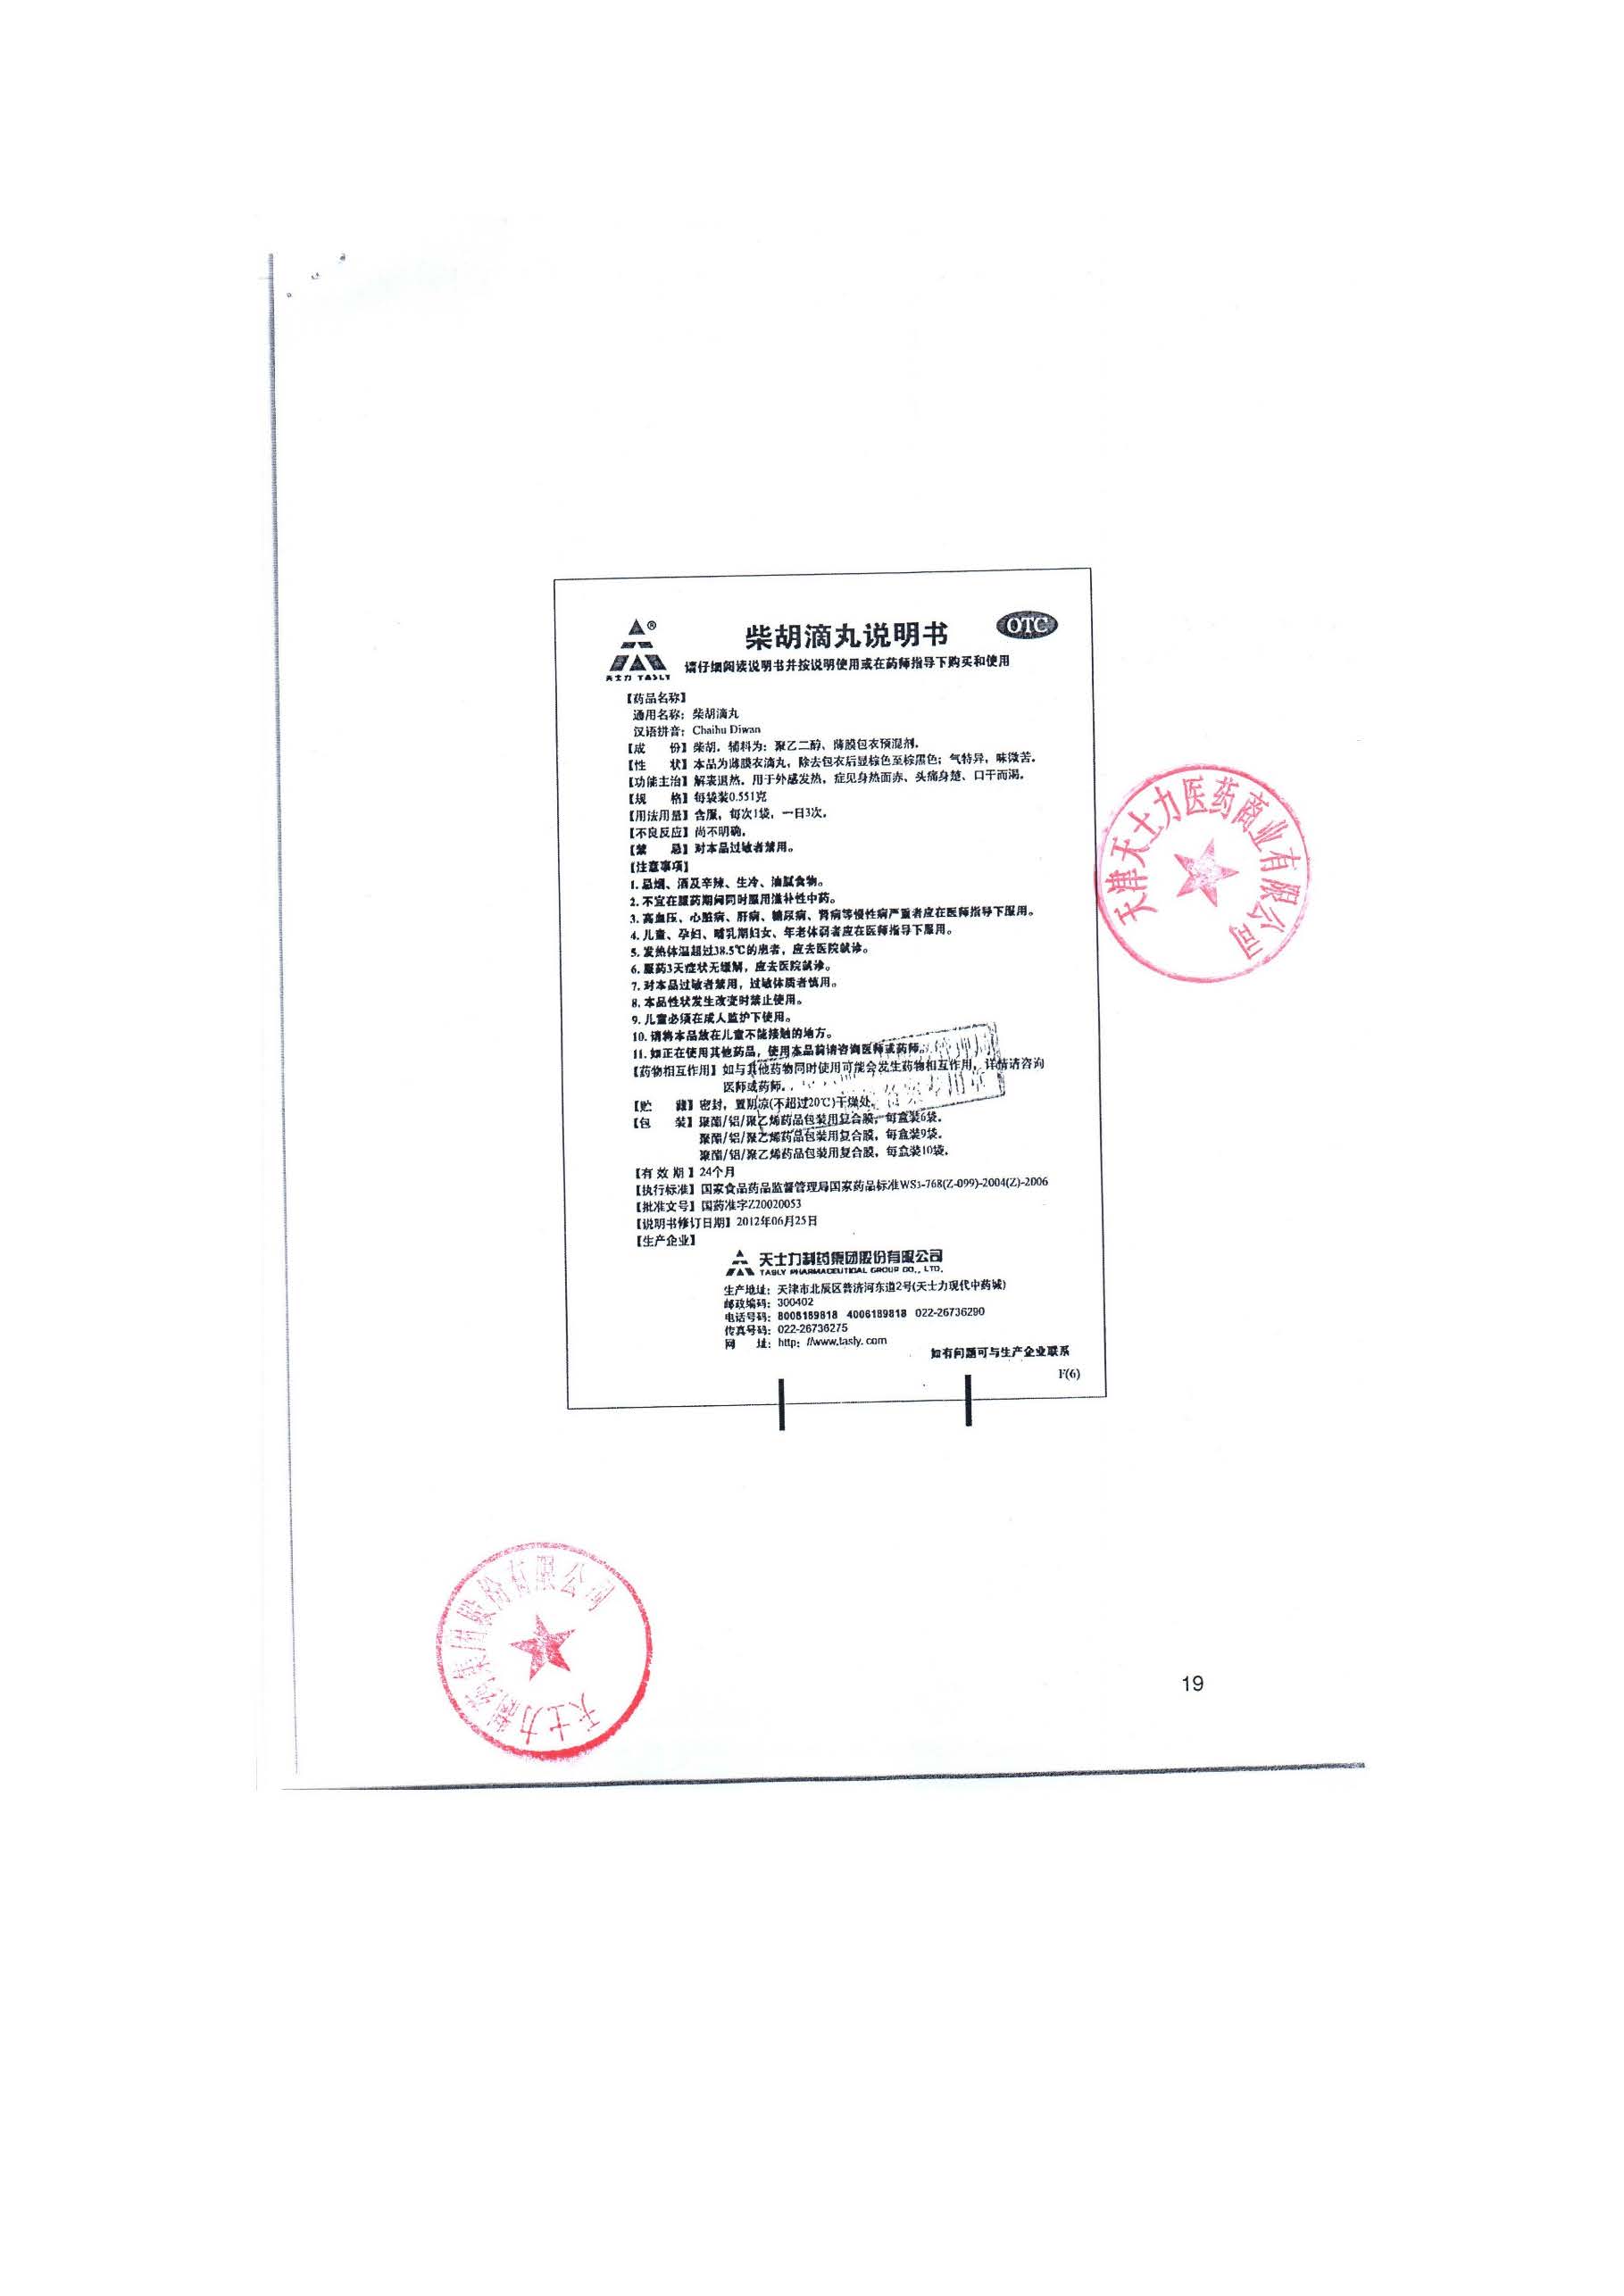 ®
天士力 TASLY
柴胡滴丸说明书
OTC
请仔细阅读说明书并按说明使用或在药师指导下购买和使用
【药品名称】
通用名称：柴胡滴丸
汉语拼音：Chaihu Diwan
【成　　份】柴胡。辅料为：聚乙二醇、薄膜包衣预混剂。
【性　　状】本品为薄膜衣滴丸，除去包衣后显棕色至棕黑色；气特异，味微苦。
【功能主治】解表退热。用于外感发热，症见身热面赤、头痛身楚、口干而渴。
【规　　格】每袋装0.551克
【用法用量】含服，每次1袋，一日3次。
【不良反应】尚不明确。
【禁　　忌】对本品过敏者禁用。
【注意事项】
1. 忌烟、酒及辛辣、生冷、油腻食物。
2. 不宜在服药期间同时服用滋补性中药。
3. 高血压、心脏病、肝病、糖尿病、肾病等慢性病严重者应在医师指导下服用。
4. 儿童、孕妇、哺乳期妇女、年老体弱者应在医师指导下服用。
5. 发热体温超过38.5℃的患者，应去医院就诊。
6. 服药3天症状无缓解，应去医院就诊。
7. 对本品过敏者禁用，过敏体质者慎用。
8. 本品性状发生改变时禁止使用。
9. 儿童必须在成人监护下使用。
10. 请将本品放在儿童不能接触的地方。
11. 如正在使用其他药品，使用本品前请咨询医师或药师。
【药物相互作用】如与其他药物同时使用可能会发生药物相互作用，详情请咨询
医师或药师。
【贮　　藏】密封，置阴凉(不超过20℃)干燥处。
【包　　装】聚酯/铝/聚乙烯药品包装用复合膜，每盒装6袋。
聚酯/铝/聚乙烯药品包装用复合膜，每盒装9袋。
聚酯/铝/聚乙烯药品包装用复合膜，每盒装10袋。
【有 效 期】24个月
【执行标准】国家食品药品监督管理局国家药品标准WS3-768(Z-099)-2004(Z)-2006
【批准文号】国药准字Z20020053
【说明书修订日期】2012年06月25日
【生产企业】
天士力制药集团股份有限公司
TASLY PHARMACEUTICAL GROUP CO., LTD.
生产地址：天津市北辰区普济河东道2号(天士力现代中药城)
邮政编码：300402
电话号码：8008189818 4006189818 022-26736290
传真号码：022-26736275
网　　址：http: //www.tasly. com
如有问题可与生产企业联系
F(6)
天津天士力医药商业有限公司
天士力制药集团股份有限公司
19